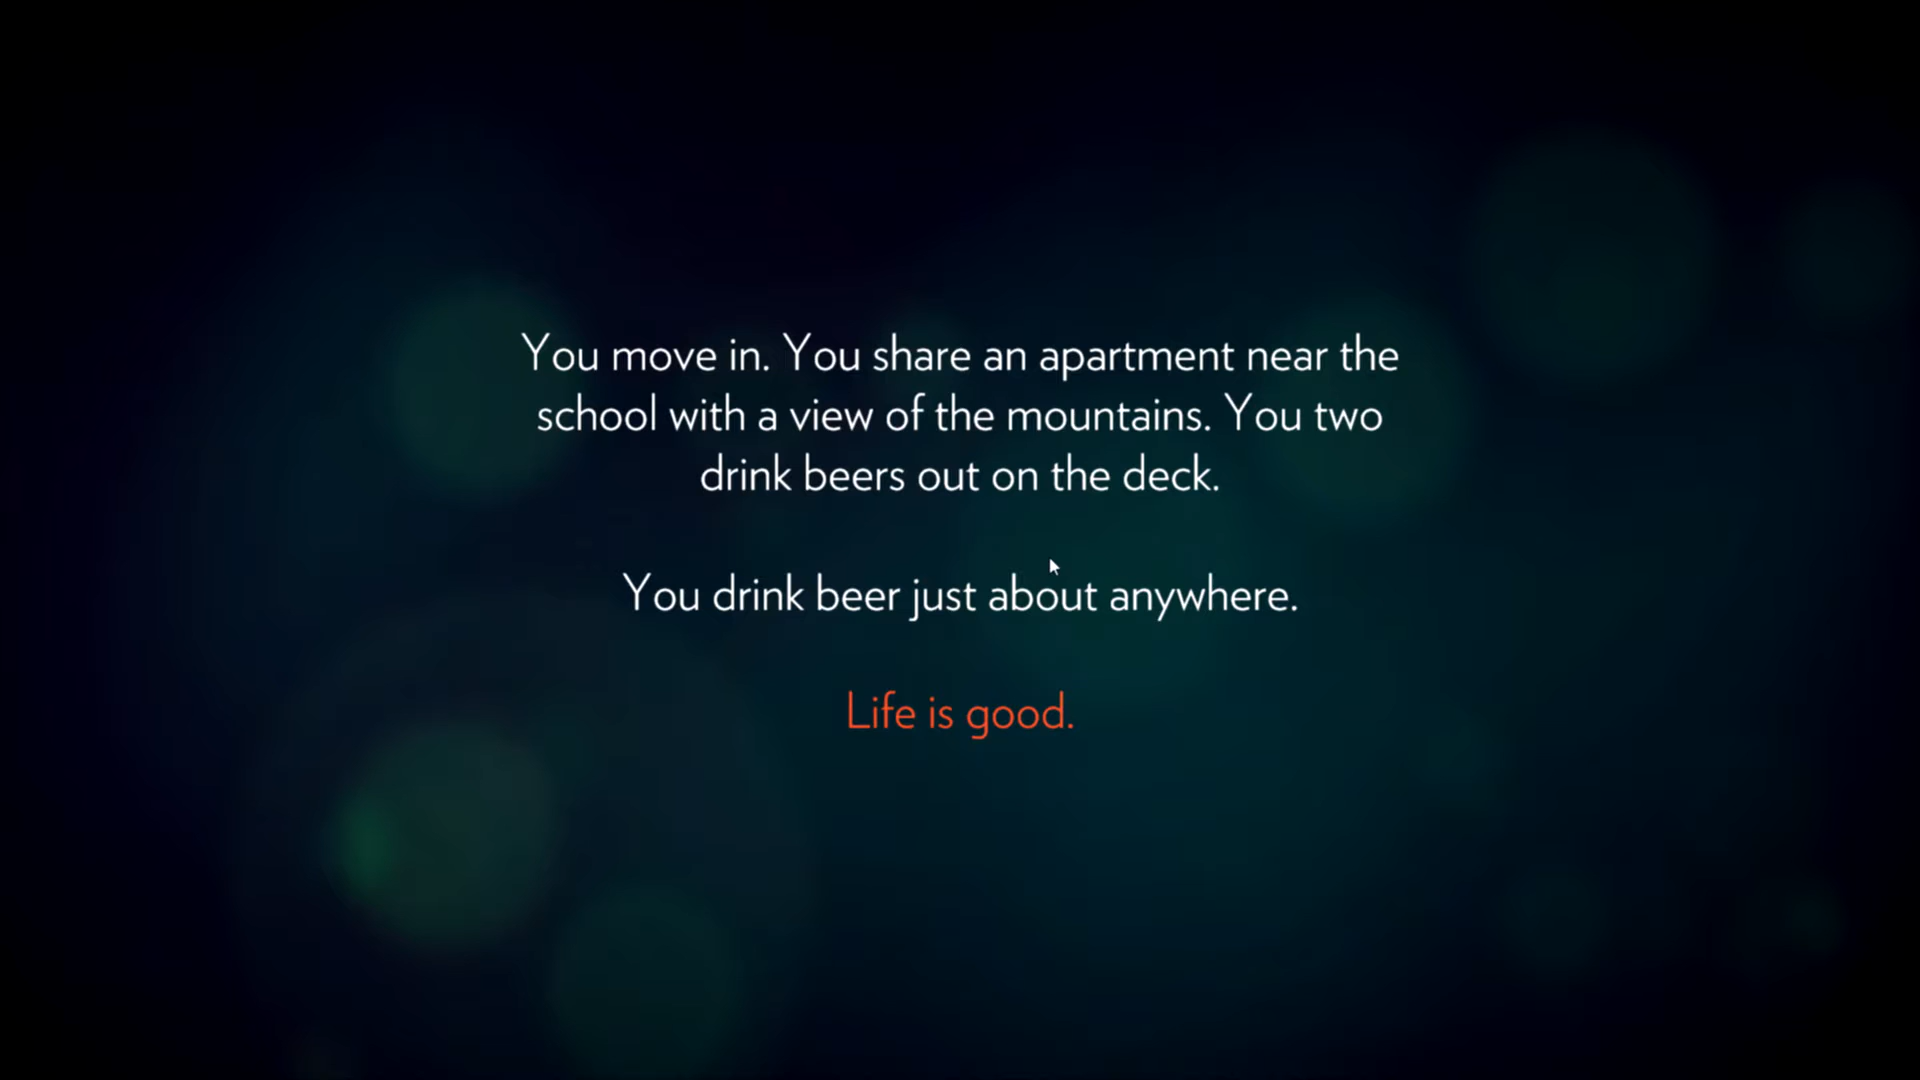 You move in. You share an apartment near the
school with a view of the mountains. You two
drink beers out on the deck.
You drink beer just about anywhere.
Life is good.